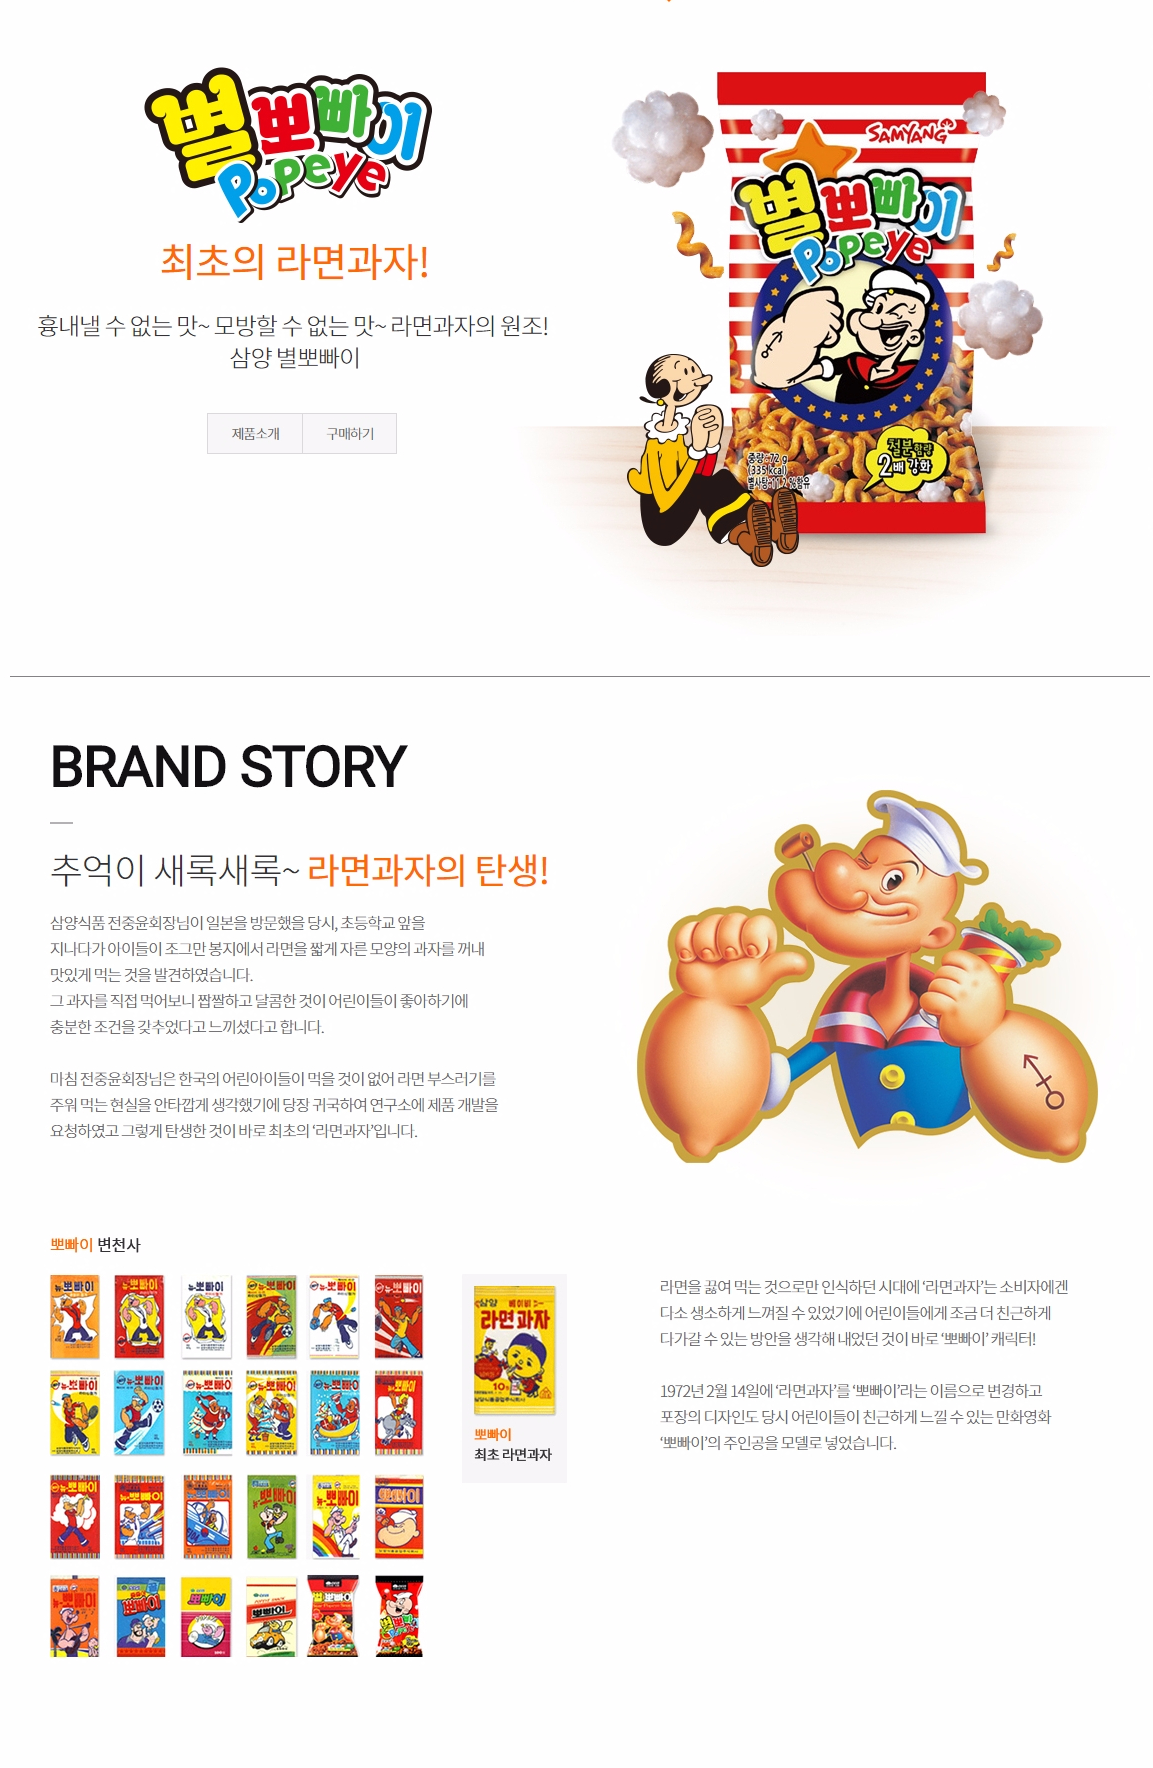 별뽀빠이
Popeye
최초의 라면과자!
흉내낼 수 없는 맛~ 모방할 수 없는 맛~ 라면과자의 원조!
삼양 별뽀빠이
제품소개
구매하기
SAMYANG
별뽀빠이
Popeye
철분함량
2배 강화
중량:72 g
(335 kcal)
BRAND STORY
추억이 새록새록~ 라면과자의 탄생!
삼양식품 전중윤회장님이 일본을 방문했을 당시, 초등학교 앞을
지나다가 아이들이 조그만 봉지에서 라면을 짧게 자른 모양의 과자를 꺼내
맛있게 먹는 것을 발견하였습니다.
그 과자를 직접 먹어보니 짭짤하고 달콤한 것이 어린이들이 좋아하기에
충분한 조건을 갖추었다고 느끼셨다고 합니다.
마침 전중윤회장님은 한국의 어린아이들이 먹을 것이 없어 라면 부스러기를
주워 먹는 현실을 안타깝게 생각했기에 당장 귀국하여 연구소에 제품 개발을
요청하였고 그렇게 탄생한 것이 바로 최초의 ‘라면과자’입니다.
뽀빠이 변천사
삼양
베이비
라면과자
10
뽀빠이
최초 라면과자
라면을 끓여 먹는 것으로만 인식하던 시대에 ‘라면과자’는 소비자에겐
다소 생소하게 느껴질 수 있었기에 어린이들에게 조금 더 친근하게
다가갈 수 있는 방안을 생각해 내었던 것이 바로 ‘뽀빠이’ 캐릭터!
1972년 2월 14일에 ‘라면과자’를 ‘뽀빠이’라는 이름으로 변경하고
포장의 디자인도 당시 어린이들이 친근하게 느낄 수 있는 만화영화
‘뽀빠이’의 주인공을 모델로 넣었습니다.